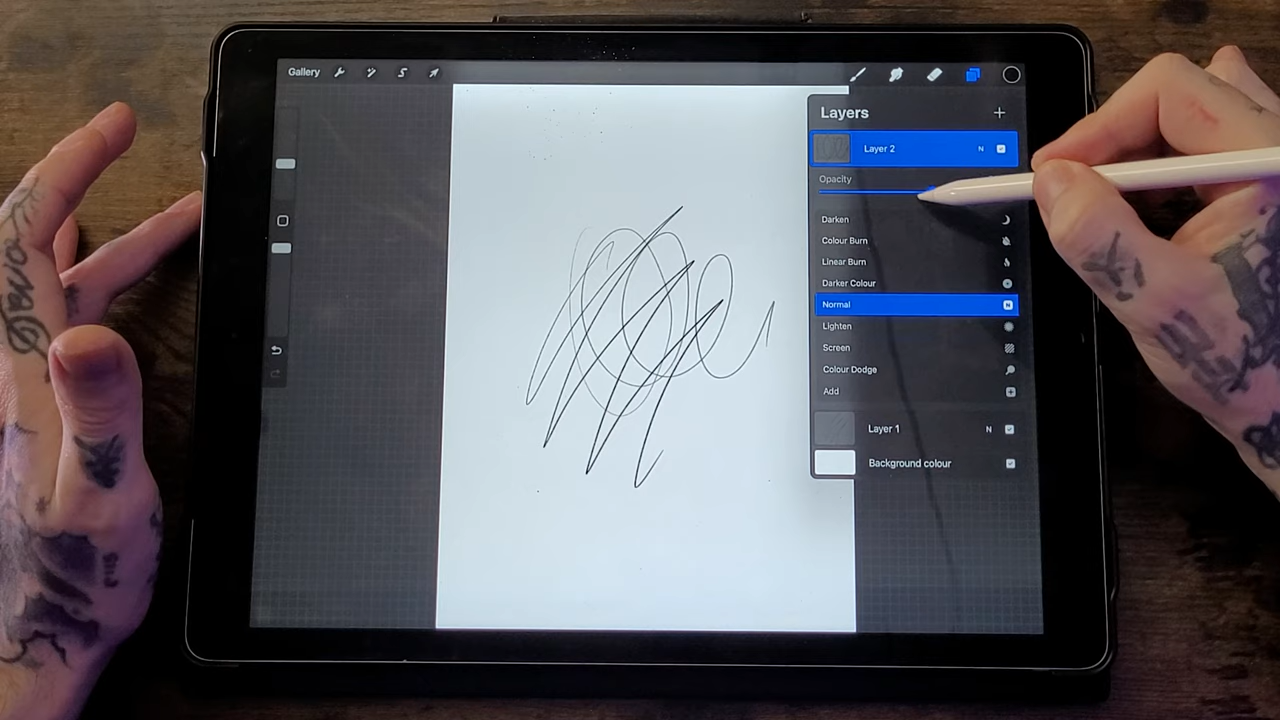 Gallery
Layers
Layer 2 N
Opacity
Darken
Colour Burn
Linear Burn
Darker Colour
Normal N
Lighten
Screen
Colour Dodge
Add
Layer 1 N
Background colour